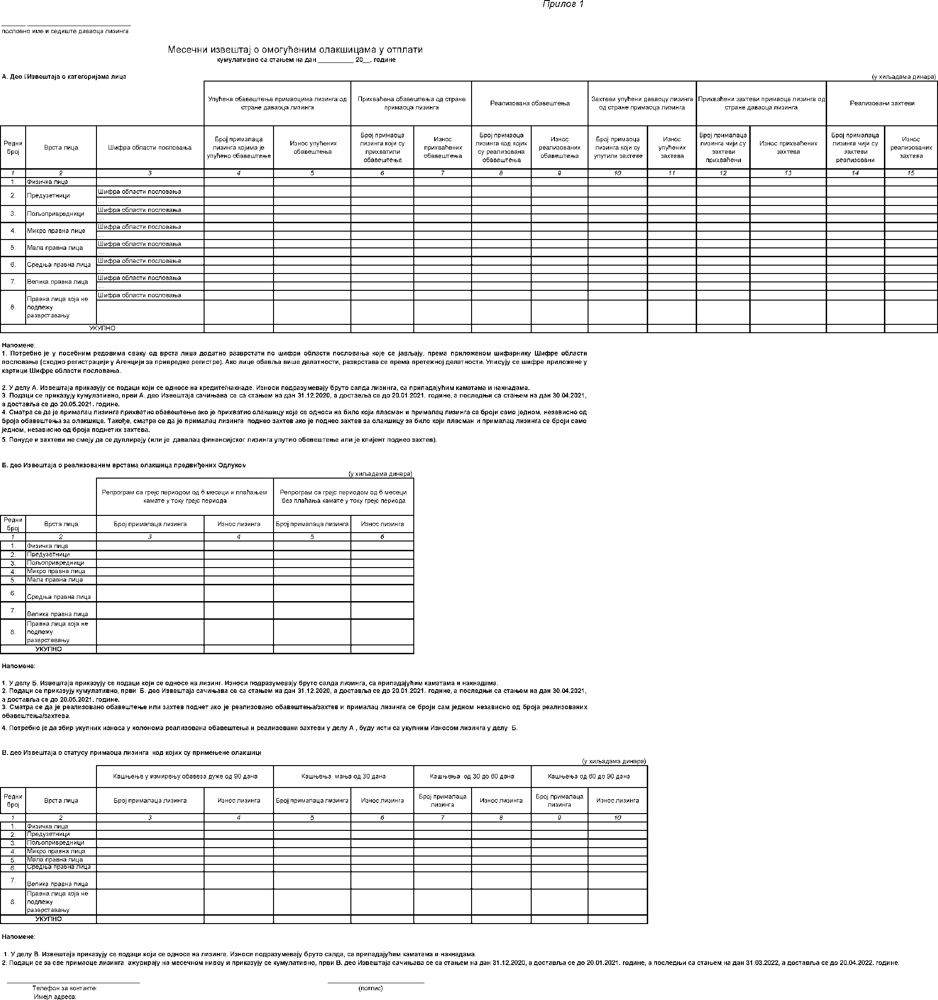 Прилог 1
_______ ______________________________
пословно име и седиште даваоца лизинга
Месечни извештај о омогућеним олакшицама у отплати
кумулативно са стањем на дан __________ 20__. године
А. Део Извештаја о категоријама лица
(у хиљадама динара)
Упућена обавештења примаоцима лизинга од
стране даваоца лизинга
Прихваћена обавештења од стране
примаоца лизинга
Реализована обавештења
Захтеви упућени даваоцу лизинга
од стране примаоца лизинга
Прихваћени захтеви примаоца лизинга од
стране даваоца лизинга
Реализовани захтеви
Редни
број
Врста лица
Шифра области пословања
Број прималаца
лизинга којима је
упућено обавештење
Износ упућених
обавештења
Број примаоца
лизинга који су
прихватили
обавештење
Износ
прихваћених
обавештења
Број примаоца
лизинга код којих
су реализована
обавештења
Износ
реализованих
обавештења
Број примаоца
лизинга који су
упутили захтеве
Износ
упућених
захтева
Број прималаца
лизинга чији су
захтеви
прихваћени
Износ прихваћених
захтева
Број прималаца
лизинга чији су
захтеви
реализовани
Износ
реализованих
захтева
1 2 3 4 5 6 7 8 9 10 11 12 13 14 15
1. Физичка лица
2. Предузетници
Шифра области пословања
...
3. Пољопривредници
Шифра области пословања
...
4. Микро правна лица
Шифра области пословања
...
5. Мала правна лица
Шифра области пословања
...
6. Средња правна лица
Шифра области пословања
...
7. Велика правна лица
Шифра области пословања
...
8.
Правна лица која не
подлежу
разврставању
Шифра области пословања
...
УКУПНО
Напомене:
1. Потребно је у посебним редовима сваку од врста лица додатно разврстати по шифри области пословања које се јављају, према приложеном шифарнику Шифре области
пословања (сходно регистрацији у Агенцији за привредне регистре). Ако лице обавља више делатности, разврстава се према претежној делатности. Уписују се шифре приложене у
картици Шифре области пословања.
2. У делу А. Извештаја приказују се подаци који се односе на кредите/накнаде. Износи подразумевају бруто салда лизинга, са припадајућим каматама и накнадама.
3. Подаци се приказују кумулативно, први А. део Извештаја сачињава се са стањем на дан 31.12.2020, а доставља се до 20.01.2021. године, а последњи са стањем на дан 30.04.2021,
а доставља се до 20.05.2021. године.
4. Сматра се да је прималац лизинга прихватио обавештење ако је прихватио олакшицу која се односи на било који пласман и прималац лизинга се броји само једном, независно од
броја обавештења за олакшице. Такође, сматра се да је прималац лизинга поднео захтев ако је поднео захтев за олакшицу за било који пласман и прималац лизинга се броји само
једном, независно од броја поднетих захтева.
5. Понуде и захтеви не смеју да се дуплирају (или је давалац финансијског лизинга упутио обевештење или је клијент поднео захтев).
Б. део Извештаја о реализованим врстама олакшица предвиђених Одлуком
(у хиљадама динара)
Репрограм са грејс периодом од 6 месеци и плаћањем
камате у току грејс периода
Репрограм са грејс периодом од 6 месеци
без плаћања камате у току грејс периода
Редни
број
Врста лица
Број прималаца лизинга
Износ лизинга
Број прималаца лизинга
Износ лизинга
1 2 3 4 5 6
1. Физичка лица
2. Предузетници
3. Пољопривредници
4. Микро правна лица
5. Мала правна лица
6. Средња правна лица
7. Велика правна лица
8.
Правна лица која не
подлежу
разврставању
УКУПНО
Напомене:
1. У делу Б. Извештаја приказују се подаци који се односе на лизинг. Износи подразумевају бруто салда лизинга, са припадајућим каматама и накнадама.
2. Подаци се приказују кумулативно, први Б. део Извештаја сачињава се са стањем на дан 31.12.2020, а доставља се до 20.01.2021. године, а последњи са стањем на дан 30.04.2021,
а доставља се до 20.05.2021. године.
3. Сматра се да је реализовано обавештење или захтев поднет ако је реализовано обавештења/захтев и прималац лизинга се броји сам једном независно од броја реализованих
обавештења/захтева.
4. Потребно је да збир укупних износа у колонома реализована обавештења и реализовани захтеви у делу А , буду исти са укупним Износом лизинга у делу Б.
В. део Извештаја о статусу примаоца лизинга код којих су примењене олакшице
(у хиљадама динара)
Кашњење у измирењу обавеза дуже од 90 дана
Кашњења мања од 30 дана
Кашњења од 30 до 60 дана
Кашњења од 60 до 90 дана
Редни
број
Врста лица
Број прималаца лизинга
Износ лизинга
Број прималаца лизинга
Износ лизинга
Број прималаца
лизинга
Износ лизинга
Број прималаца
лизинга
Износ лизинга
1 2 3 4 5 6 7 8 9 10
1. Физичка лица
2. Предузетници
3. Пољопривредници
4. Микро правна лица
5. Мала правна лица
6. Средња правна лица
7. Велика правна лица
8.
Правна лица која не
подлежу
разврставању
УКУПНО
Напомене:
1. У делу В. Извештаја приказују се подаци који се односе на лизинге. Износи подразумевају бруто салда, са припадајућим каматама и накнадама.
2. Подаци се за све примаоце лизинга ажурирају на месечном нивоу и приказују се кумулативно, први В. део Извештаја сачињава се са стањем на дан 31.12.2020, а доставља се до 20.01.2021. године, а последњи са стањем на дан 31.03.2022, а доставља се до 20.04.2022. године.
Телефон за контакте:
(потпис)
Имејл адреса: